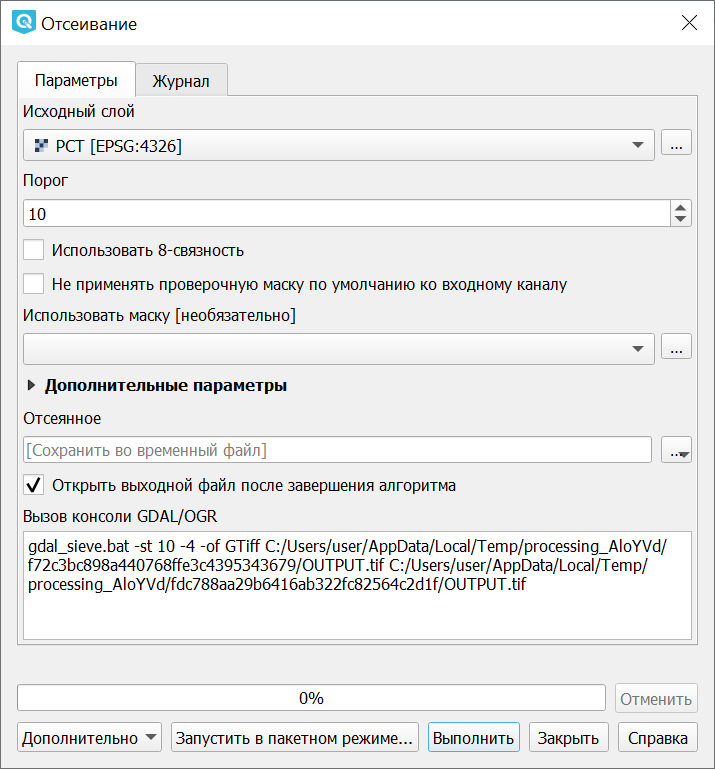 Отсеивание
Параметры
Журнал
Исходный слой
PCT [EPSG:4326]
...
Порог
10
Использовать 8-связность
Не применять проверочную маску по умолчанию ко входному каналу
Использовать маску [необязательно]
...
Дополнительные параметры
Отсеянное
[Сохранить во временный файл]
...
Открыть выходной файл после завершения алгоритма
Вызов консоли GDAL/OGR
gdal_sieve.bat -st 10 -4 -of GTiff C:/Users/user/AppData/Local/Temp/processing_AloYVd/
f72c3bc898a440768ffe3c4395343679/OUTPUT.tif C:/Users/user/AppData/Local/Temp/
processing_AloYVd/fdc788aa29b6416ab322fc82564c2d1f/OUTPUT.tif
0%
Отменить
Дополнительно
Запустить в пакетном режиме...
Выполнить
Закрыть
Справка